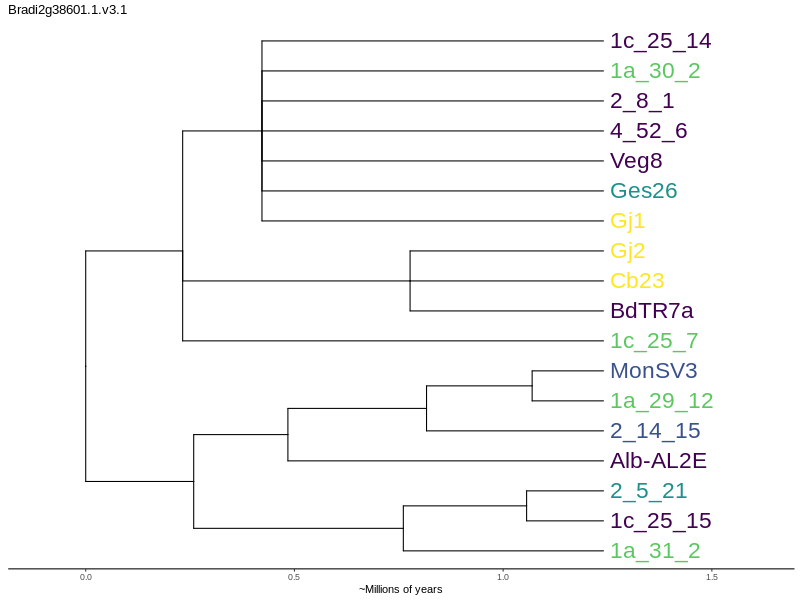 Bradi2g38601.1.v3.1
1c_25_14
1a_30_2
2_8_1
4_52_6
Veg8
Ges26
Gj1
Gj2
Cb23
BdTR7a
1c_25_7
MonSV3
1a_29_12
2_14_15
Alb-AL2E
2_5_21
1c_25_15
1a_31_2
0.0 0.5 1.0 1.5
~Millions of years